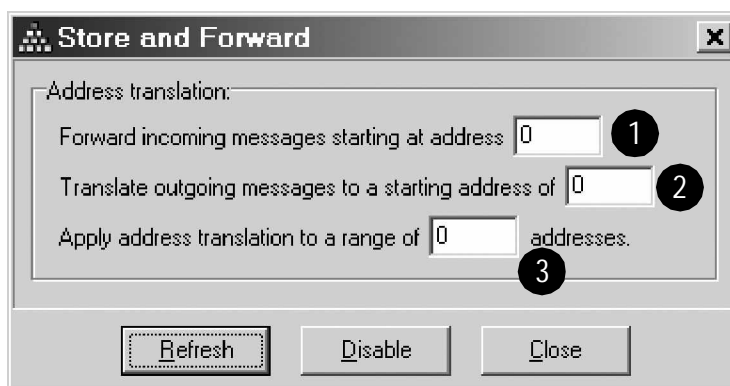 Store and Forward
Address translation:
Forward incoming messages starting at address 0 1
Translate outgoing messages to a starting address of 0 2
Apply address translation to a range of 0 addresses.
3
Refresh Disable Close